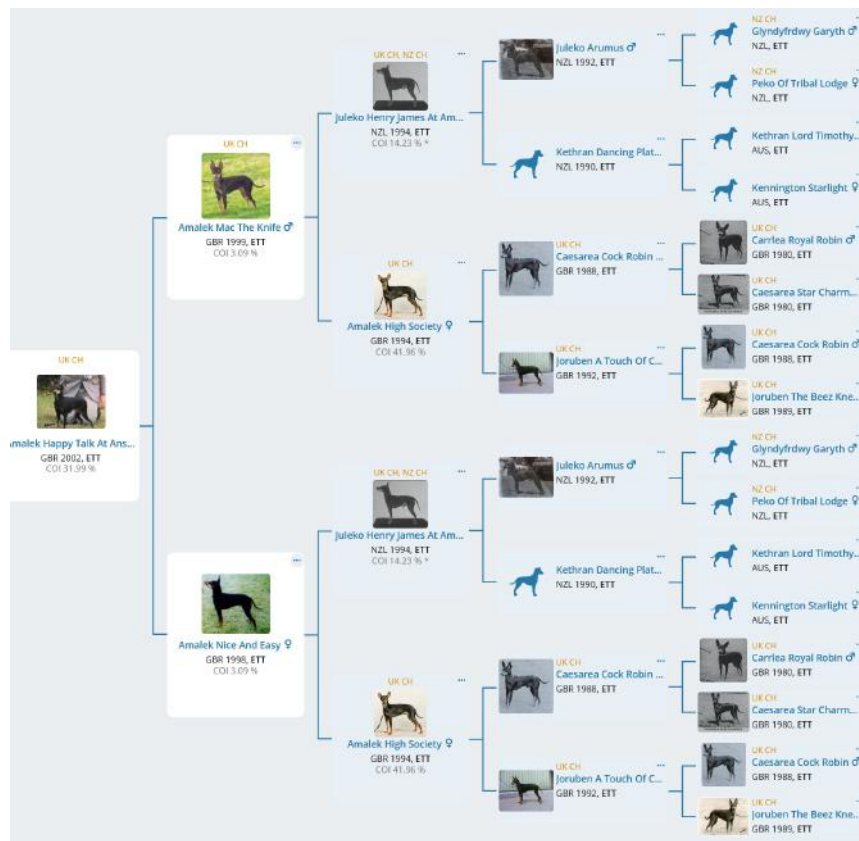 UK CH
Amalek Happy Talk At Ans...
GBR 2002, ETT
COI 31.99 %
UK CH
Amalek Mac The Knife ♂
GBR 1999, ETT
COI 3.09 %
Amalek Nice And Easy ♀
GBR 1998, ETT
COI 3.09 %
UK CH, NZ CH
Juleko Henry James At Am...
NZL 1994, ETT
COI 14.23 % *
UK CH
Amalek High Society ♀
GBR 1994, ETT
COI 41.96 %
UK CH, NZ CH
Juleko Henry James At Am...
NZL 1994, ETT
COI 14.23 % *
UK CH
Amalek High Society ♀
GBR 1994, ETT
COI 41.96 %
Juleko Arumus ♂
NZL 1992, ETT
Kethran Dancing Plat...
NZL 1990, ETT
UK CH
Caesarea Cock Robin ...
GBR 1988, ETT
UK CH
Joruben A Touch Of C...
GBR 1992, ETT
Juleko Arumus ♂
NZL 1992, ETT
Kethran Dancing Plat...
NZL 1990, ETT
UK CH
Caesarea Cock Robin ...
GBR 1988, ETT
UK CH
Joruben A Touch Of C...
GBR 1992, ETT
NZ CH
Glyndyfrdwy Garyth ♂
NZL, ETT
NZ CH
Peko Of Tribal Lodge ♀
NZL, ETT
Kethran Lord Timothy...
AUS, ETT
Kennington Starlight ♀
AUS, ETT
UK CH
Carrlea Royal Robin ♂
GBR 1980, ETT
UK CH
Caesarea Star Charm...
GBR 1980, ETT
UK CH
Caesarea Cock Robin ♂
GBR 1988, ETT
UK CH
Joruben The Beez Kne...
GBR 1989, ETT
NZ CH
Glyndyfrdwy Garyth ♂
NZL, ETT
NZ CH
Peko Of Tribal Lodge ♀
NZL, ETT
Kethran Lord Timothy...
AUS, ETT
Kennington Starlight ♀
AUS, ETT
UK CH
Carrlea Royal Robin ♂
GBR 1980, ETT
UK CH
Caesarea Star Charm...
GBR 1980, ETT
UK CH
Caesarea Cock Robin ♂
GBR 1988, ETT
UK CH
Joruben The Beez Kne...
GBR 1989, ETT